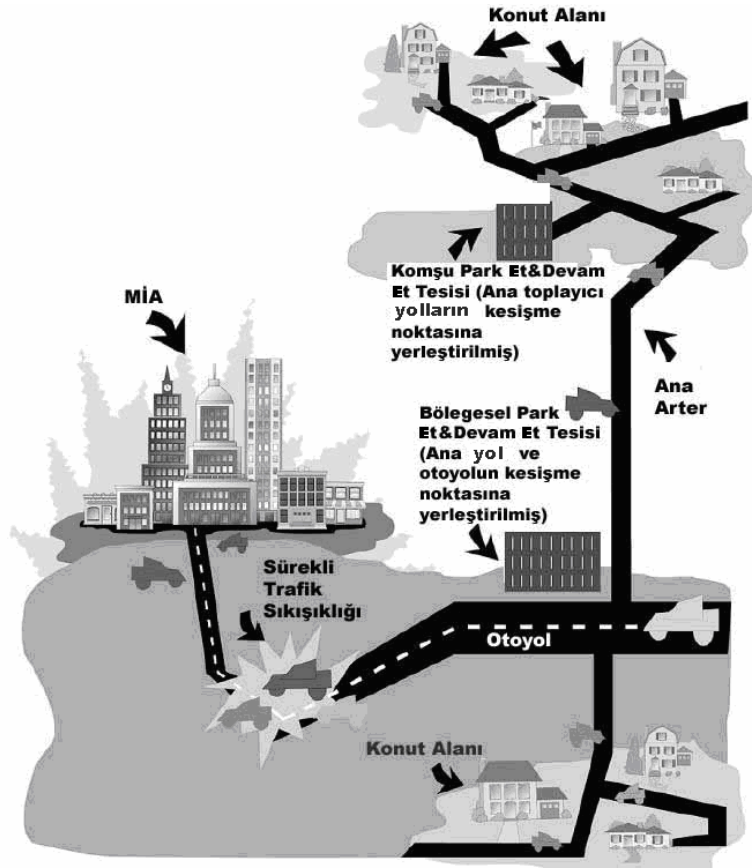 Konut Alanı
Komşu Park Et&Devam
Et Tesisi (Ana toplayıcı
yolların kesişme
noktasına
yerleştirilmiş)
MİA
Ana
Arter
Bölegesel Park
Et&Devam Et Tesisi
(Ana yol ve
otoyolun kesişme
noktasına
yerleştirilmiş)
Sürekli
Trafik
Sıkışıklığı
Otoyol
Konut Alanı